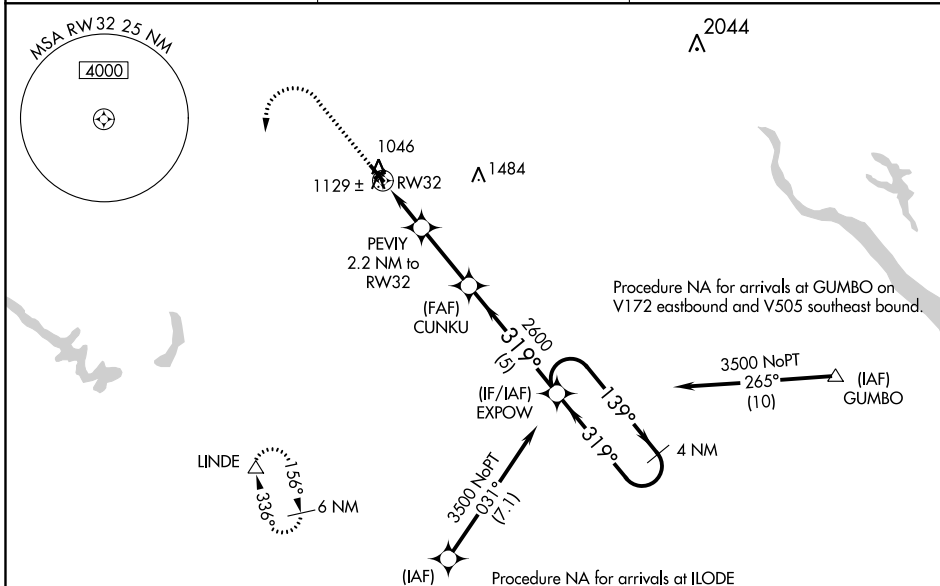 MSA RW32 25 NM
4000
2044
1046
1129 ±
RW32
1484
PEVIY
2.2 NM to
RW32
(FAF)
CUNKU
Procedure NA for arrivals at GUMBO on
V172 eastbound and V505 southeast bound.
2600
319°
(5)
3500 NoPT
265°
(10)
(IAF)
GUMBO
(IF/IAF)
EXPOW
139°
319°
4 NM
LINDE
156°
336°
6 NM
3500 NoPT
031°
(7.1)
(IAF)
Procedure NA for arrivals at ILODE